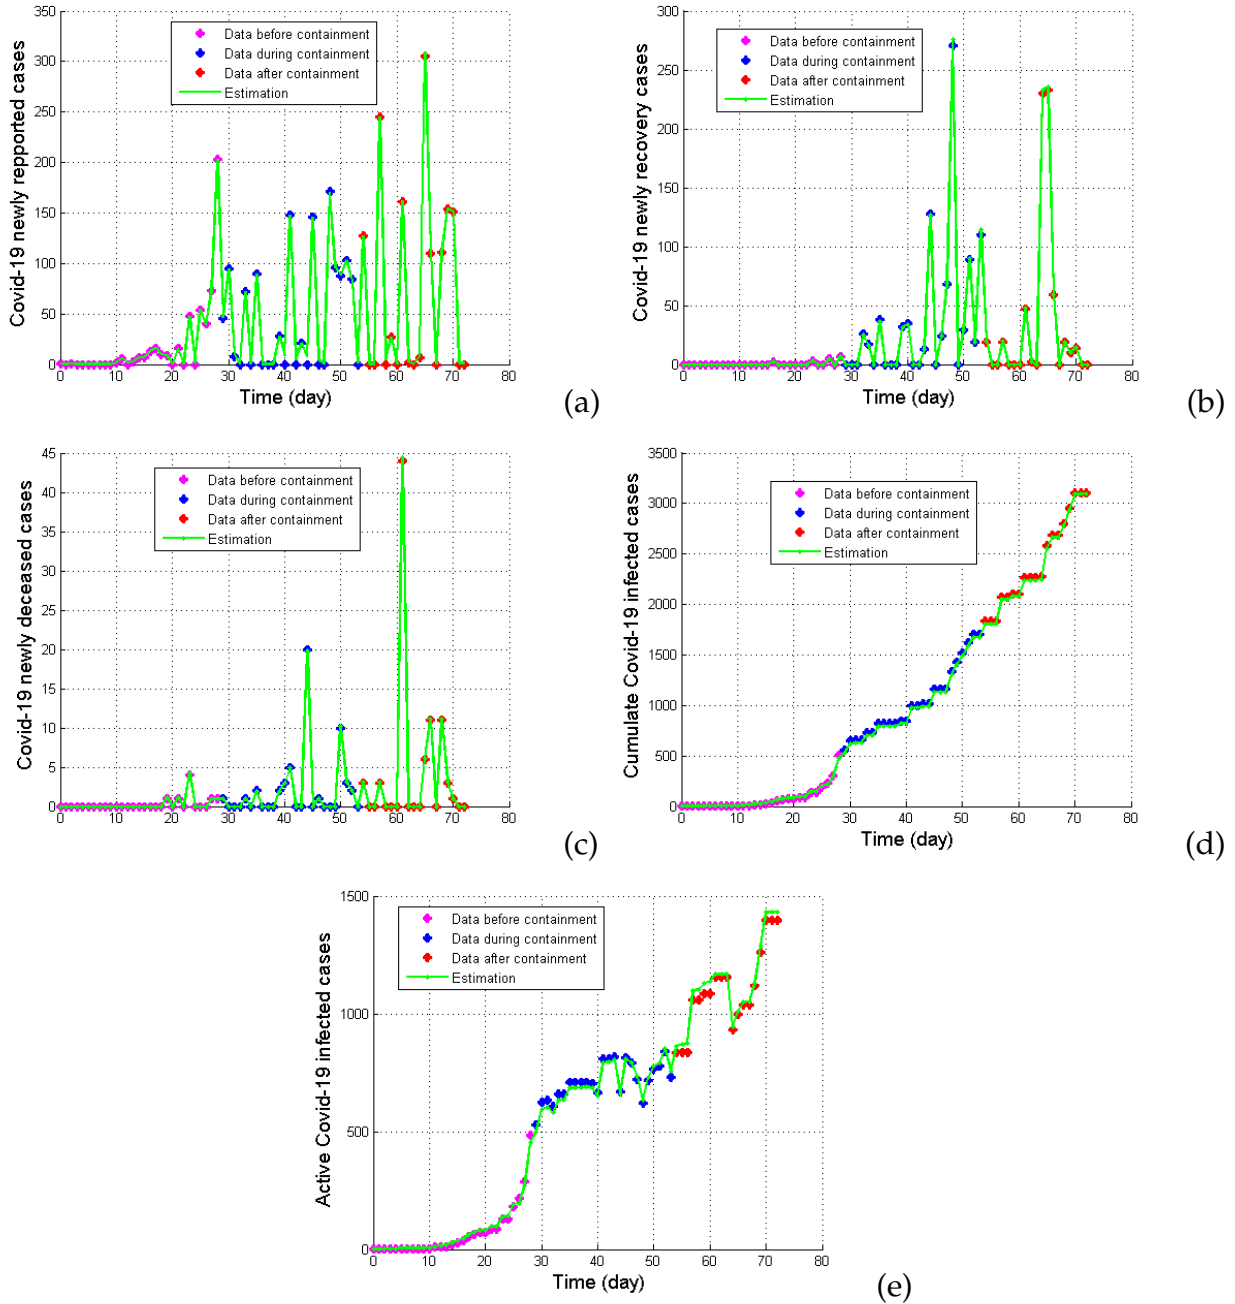 350
300
250
200
150
100
50
0
0 10 20 30 40 50 60 70 80
Covid-19 newly repported cases
Time (day)
Data before containment
Data during containment
Data after containment
Estimation
(a)
300
250
200
150
100
50
0
0 10 20 30 40 50 60 70 80
Covid-19 newly recovery cases
Time (day)
Data before containment
Data during containment
Data after containment
Estimation
(b)
45
40
35
30
25
20
15
10
5
0
0 10 20 30 40 50 60 70 80
Covid-19 newly deceased cases
Time (day)
Data before containment
Data during containment
Data after containment
Estimation
(c)
3500
3000
2500
2000
1500
1000
500
0
0 10 20 30 40 50 60 70 80
Cumulate Covid-19 infected cases
Time (day)
Data before containment
Data during containment
Data after containment
Estimation
(d)
1500
1000
500
0
0 10 20 30 40 50 60 70 80
Active Covid-19 infected cases
Time (day)
Data before containment
Data during containment
Data after containment
Estimation
(e)